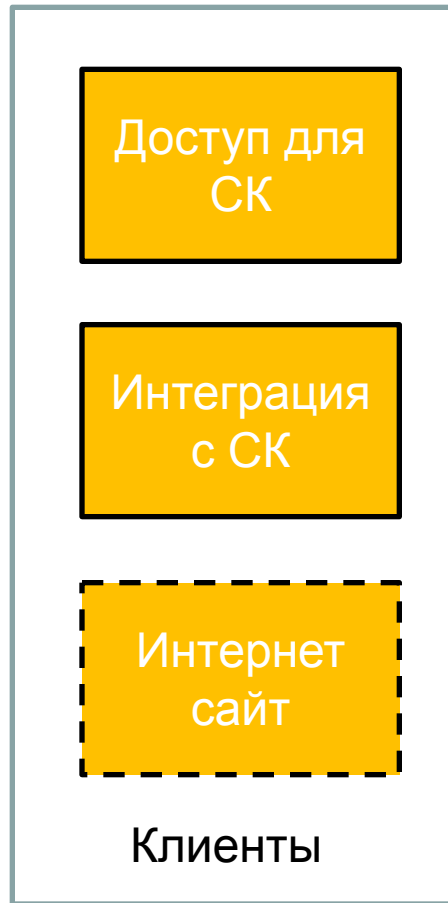 Доступ для
СК
Интеграция
с СК
Интернет
сайт
Клиенты